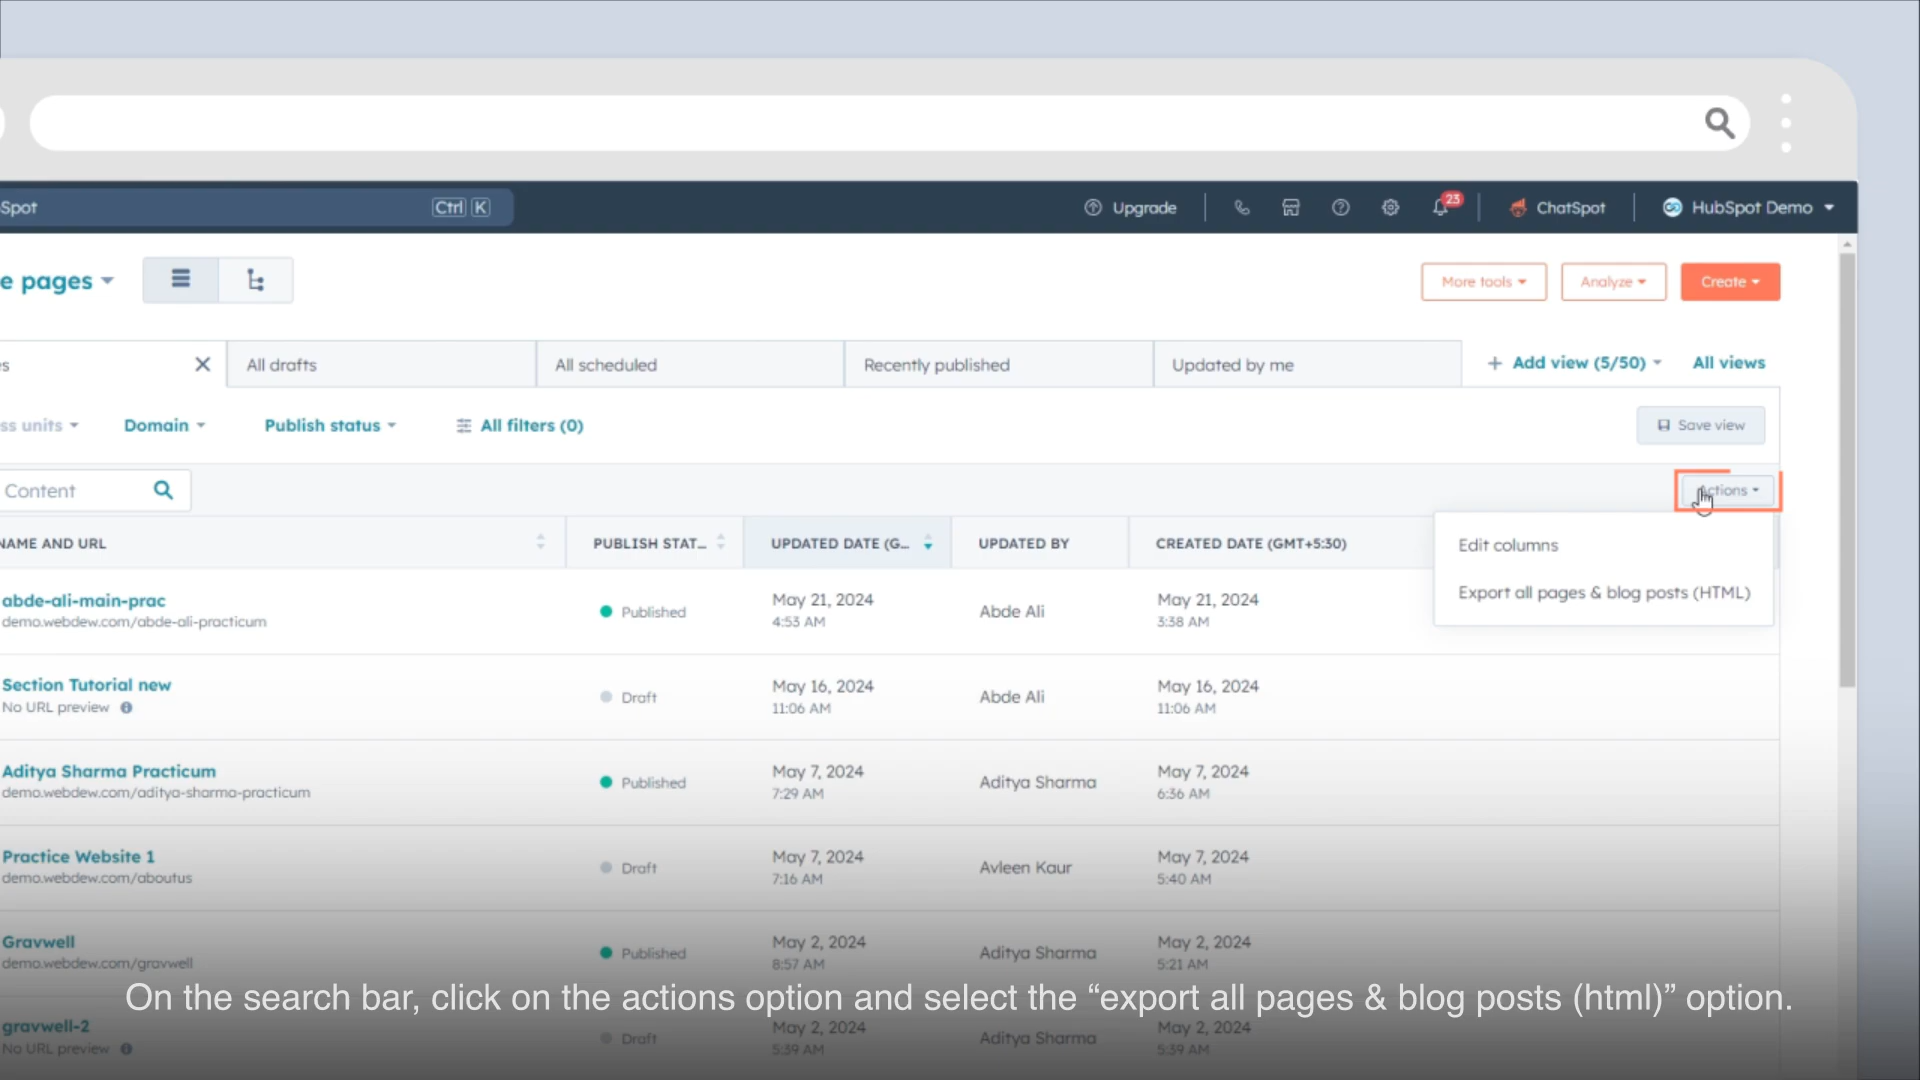 Spot Ctrl K Upgrade 23 ChatSpot HubSpot Demo
e pages More tools Analyze Create
s All drafts All scheduled Recently published Updated by me + Add view (5/50) All views
ss units Domain Publish status All filters (0) Save view
Content Actions
NAME AND URL PUBLISH STAT... UPDATED DATE (G... UPDATED BY CREATED DATE (GMT+5:30)
Edit columns
Export all pages & blog posts (HTML)
abde-ali-main-prac Published May 21, 2024 Abde Ali May 21, 2024
demo.webdew.com/abde-ali-practicum 4:53 AM 3:38 AM
Section Tutorial new Draft May 16, 2024 Abde Ali May 16, 2024
No URL preview 11:06 AM 11:06 AM
Aditya Sharma Practicum Published May 7, 2024 Aditya Sharma May 7, 2024
demo.webdew.com/aditya-sharma-practicum 7:29 AM 6:36 AM
Practice Website 1 Draft May 7, 2024 Avleen Kaur May 7, 2024
demo.webdew.com/aboutus 7:16 AM 5:40 AM
Gravwell Published May 2, 2024 Aditya Sharma May 2, 2024
demo.webdew.com/gravwell 8:57 AM 5:21 AM
On the search bar, click on the actions option and select the “export all pages & blog posts (html)” option.
gravwell-2 Draft May 2, 2024 Aditya Sharma May 2, 2024
No URL preview 5:39 AM 5:39 AM